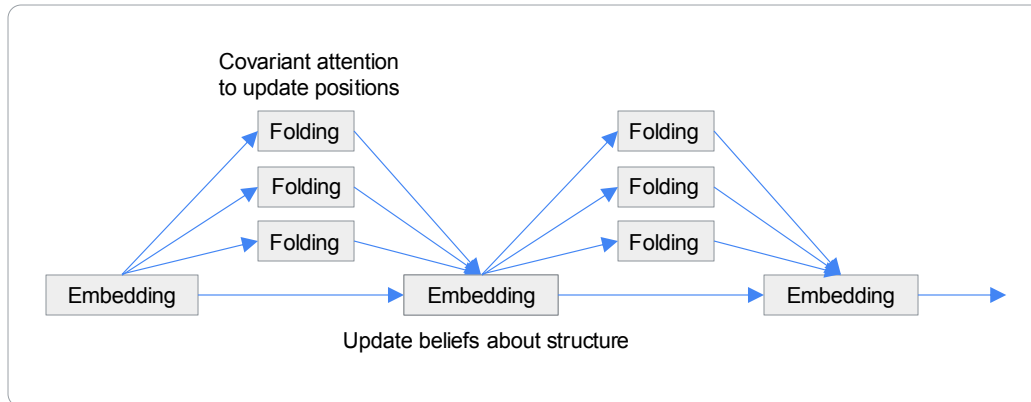 Covariant attention
to update positions
Folding
Folding
Folding
Folding
Folding
Folding
Embedding
Embedding
Embedding
Update beliefs about structure